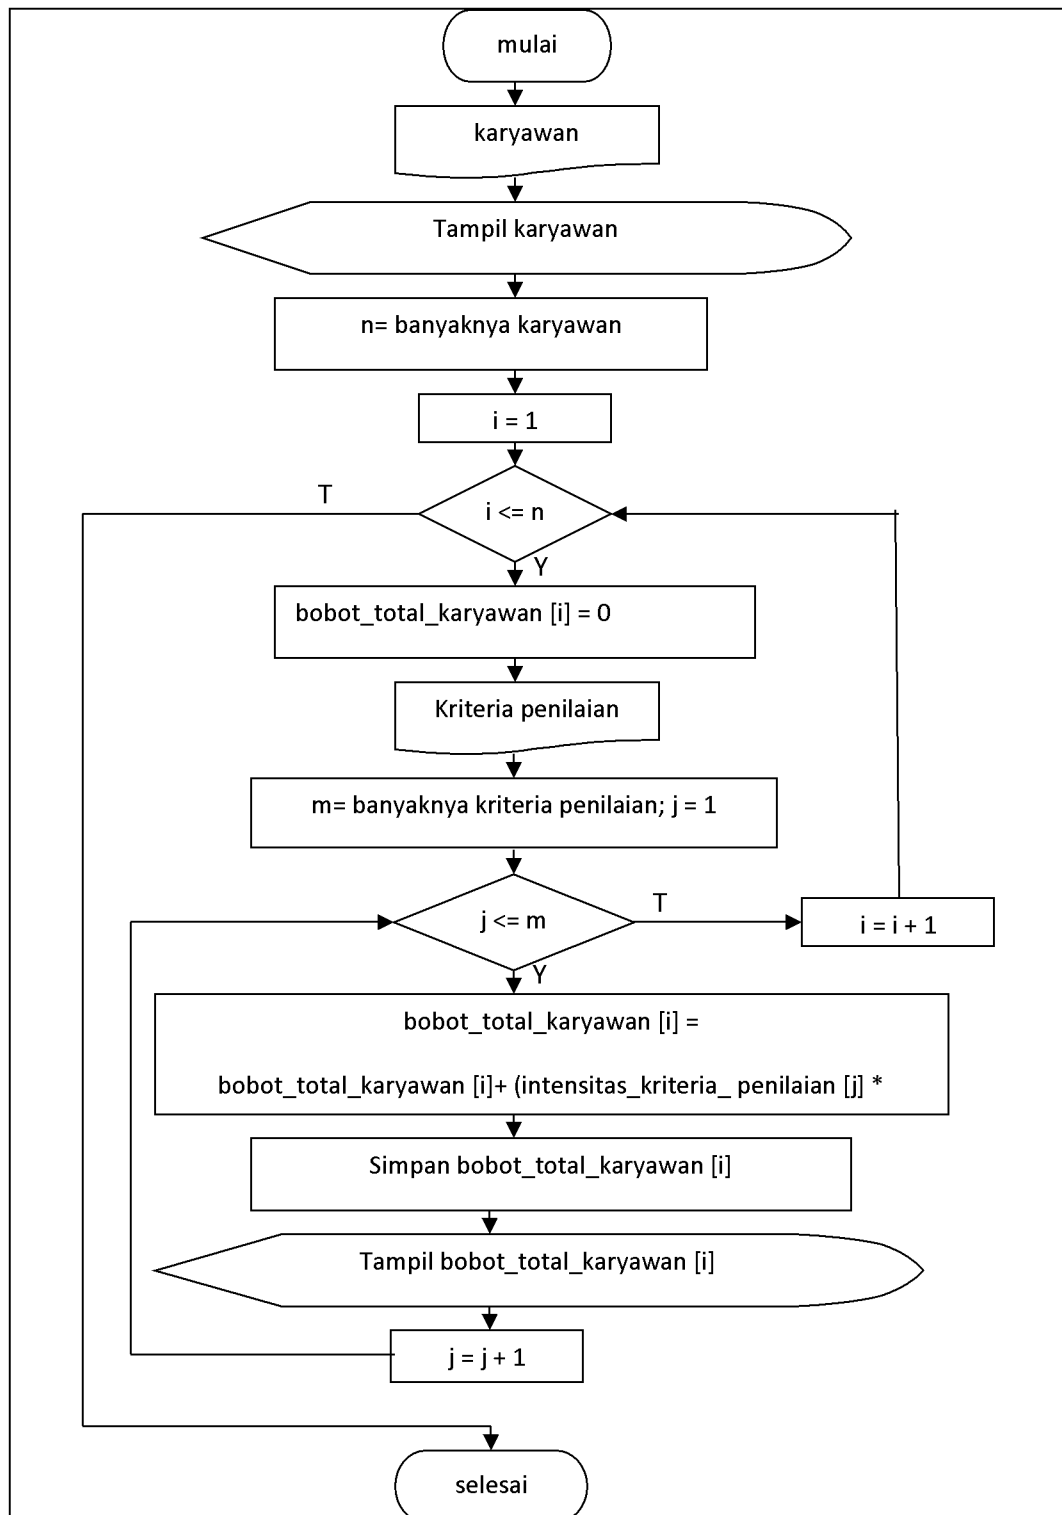 mulai
karyawan
Tampil karyawan
n= banyaknya karyawan
i = 1
T
i <= n
Y
bobot_total_karyawan [i] = 0
Kriteria penilaian
m= banyaknya kriteria penilaian; j = 1
j <= m
T
i = i + 1
Y
bobot_total_karyawan [i] =
bobot_total_karyawan [i]+ (intensitas_kriteria_ penilaian [j] *
Simpan bobot_total_karyawan [i]
Tampil bobot_total_karyawan [i]
j = j + 1
selesai